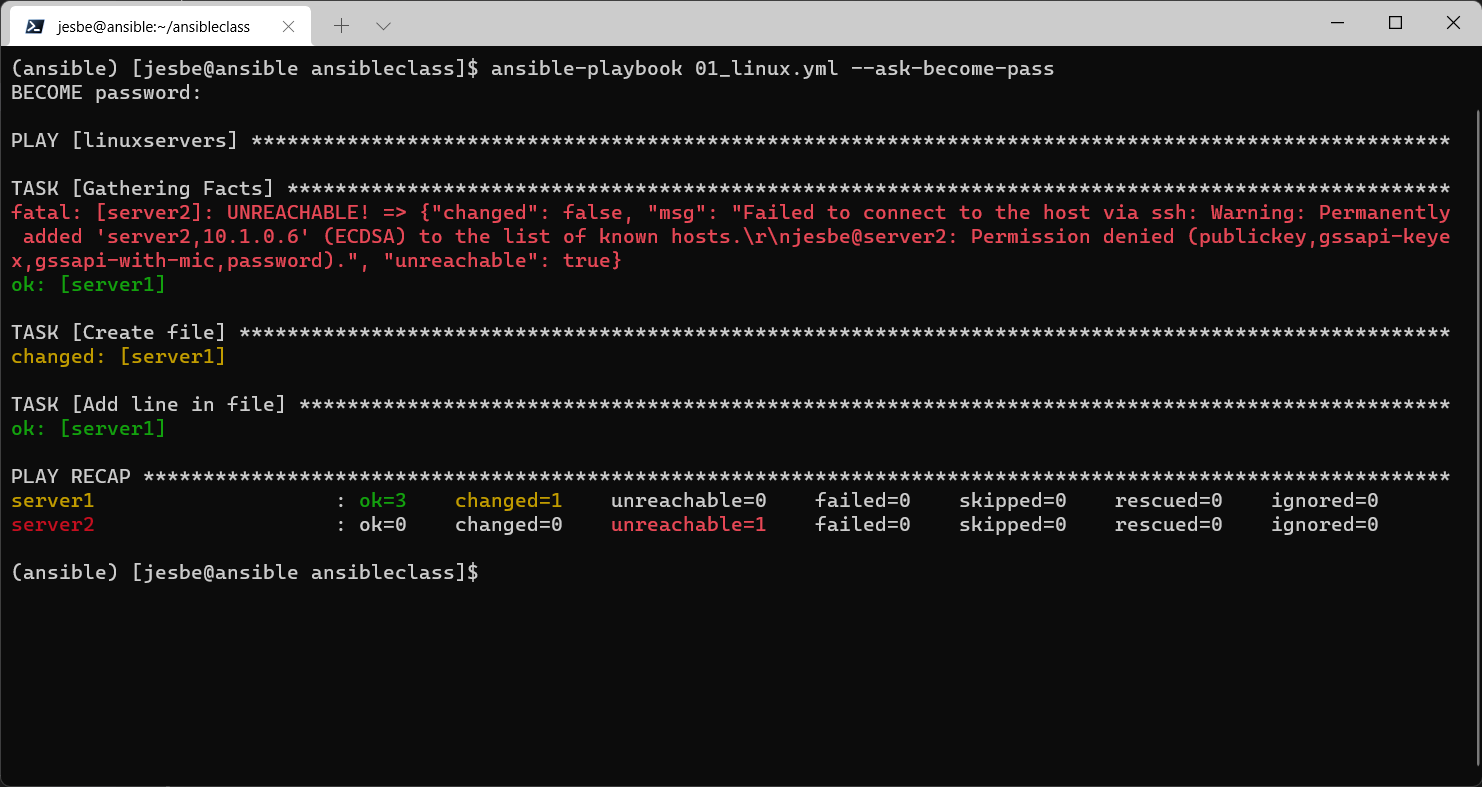 jesbe@ansible:~/ansibleclass
(ansible) [jesbe@ansible ansibleclass]$ ansible-playbook 01_linux.yml --ask-become-pass
BECOME password:
PLAY [linuxservers] ****************************************************************************************************
TASK [Gathering Facts] *************************************************************************************************
fatal: [server2]: UNREACHABLE! => {"changed": false, "msg": "Failed to connect to the host via ssh: Warning: Permanently
 added 'server2,10.1.0.6' (ECDSA) to the list of known hosts.\r\njesbe@server2: Permission denied (publickey,gssapi-keye
x,gssapi-with-mic,password).", "unreachable": true}
ok: [server1]
TASK [Create file] *****************************************************************************************************
changed: [server1]
TASK [Add line in file] ************************************************************************************************
ok: [server1]
PLAY RECAP *************************************************************************************************************
server1                    : ok=3    changed=1    unreachable=0    failed=0    skipped=0    rescued=0    ignored=0
server2                    : ok=0    changed=0    unreachable=1    failed=0    skipped=0    rescued=0    ignored=0
(ansible) [jesbe@ansible ansibleclass]$